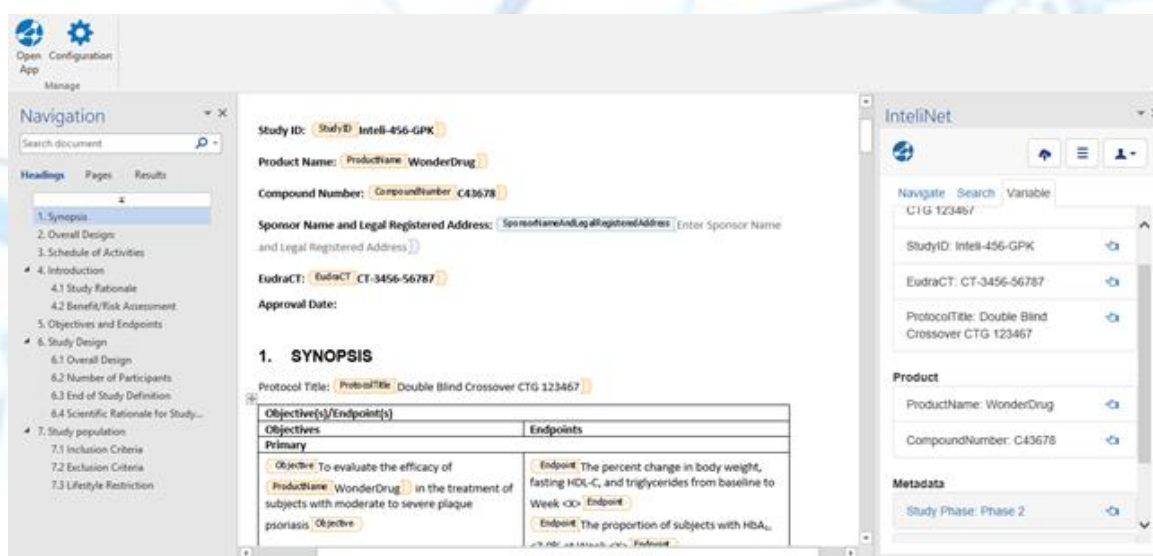 Open
App
Configuration
Manage
Navigation
Search document
Headings Pages Results
1. Synopsis
2. Overall Design
3. Schedule of Activities
4. Introduction
4.1 Study Rationale
4.2 Benefit/Risk Assessment
5. Objectives and Endpoints
6. Study Design
6.1 Overall Design
6.2 Number of Participants
6.3 End of Study Definition
6.4 Scientific Rationale for Study...
7. Study population
7.1 Inclusion Criteria
7.2 Exclusion Criteria
7.3 Lifestyle Restriction
Study ID: StudyID Inteli-456-GPK
Product Name: ProductName WonderDrug
Compound Number: CompoundNumber C43678
Sponsor Name and Legal Registered Address: SponsorNameAndLegalRegisteredAddress Enter Sponsor Name
and Legal Registered Address
EudraCT: EudraCT CT-3456-56787
Approval Date:
1. SYNOPSIS
Protocol Title: ProtocolTitle Double Blind Crossover CTG 123467
Objective(s)/Endpoint(s)
Objectives Endpoints
Primary
Objective To evaluate the efficacy of
ProductName WonderDrug in the treatment of
subjects with moderate to severe plaque
psoriasis Objective
Endpoint The percent change in body weight,
fasting HDL-C, and triglycerides from baseline to
Week <X> Endpoint
Endpoint The proportion of subjects with HbA₁c
InteliNet
Navigate Search Variable
CTG 123467
StudyID: Inteli-456-GPK
EudraCT: CT-3456-56787
ProtocolTitle: Double Blind
Crossover CTG 123467
Product
ProductName: WonderDrug
CompoundNumber: C43678
Metadata
Study Phase: Phase 2